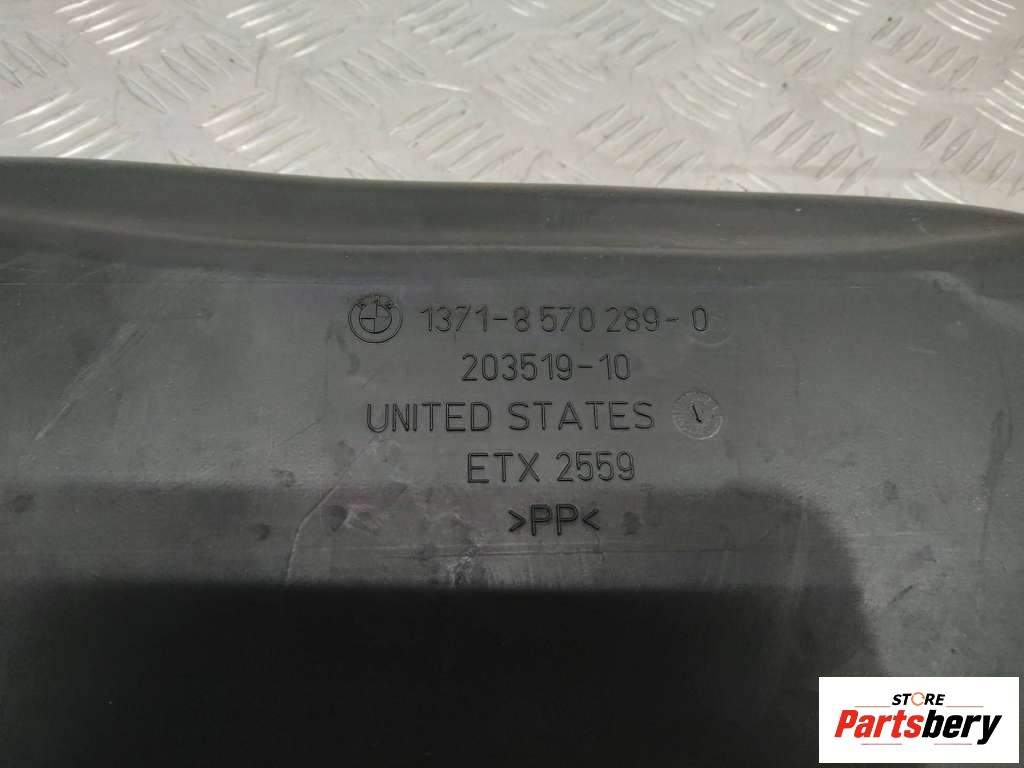 1371-8 570 289-0
203519-10
UNITED STATES
ETX 2559
>PP<
STORE
Partsbery